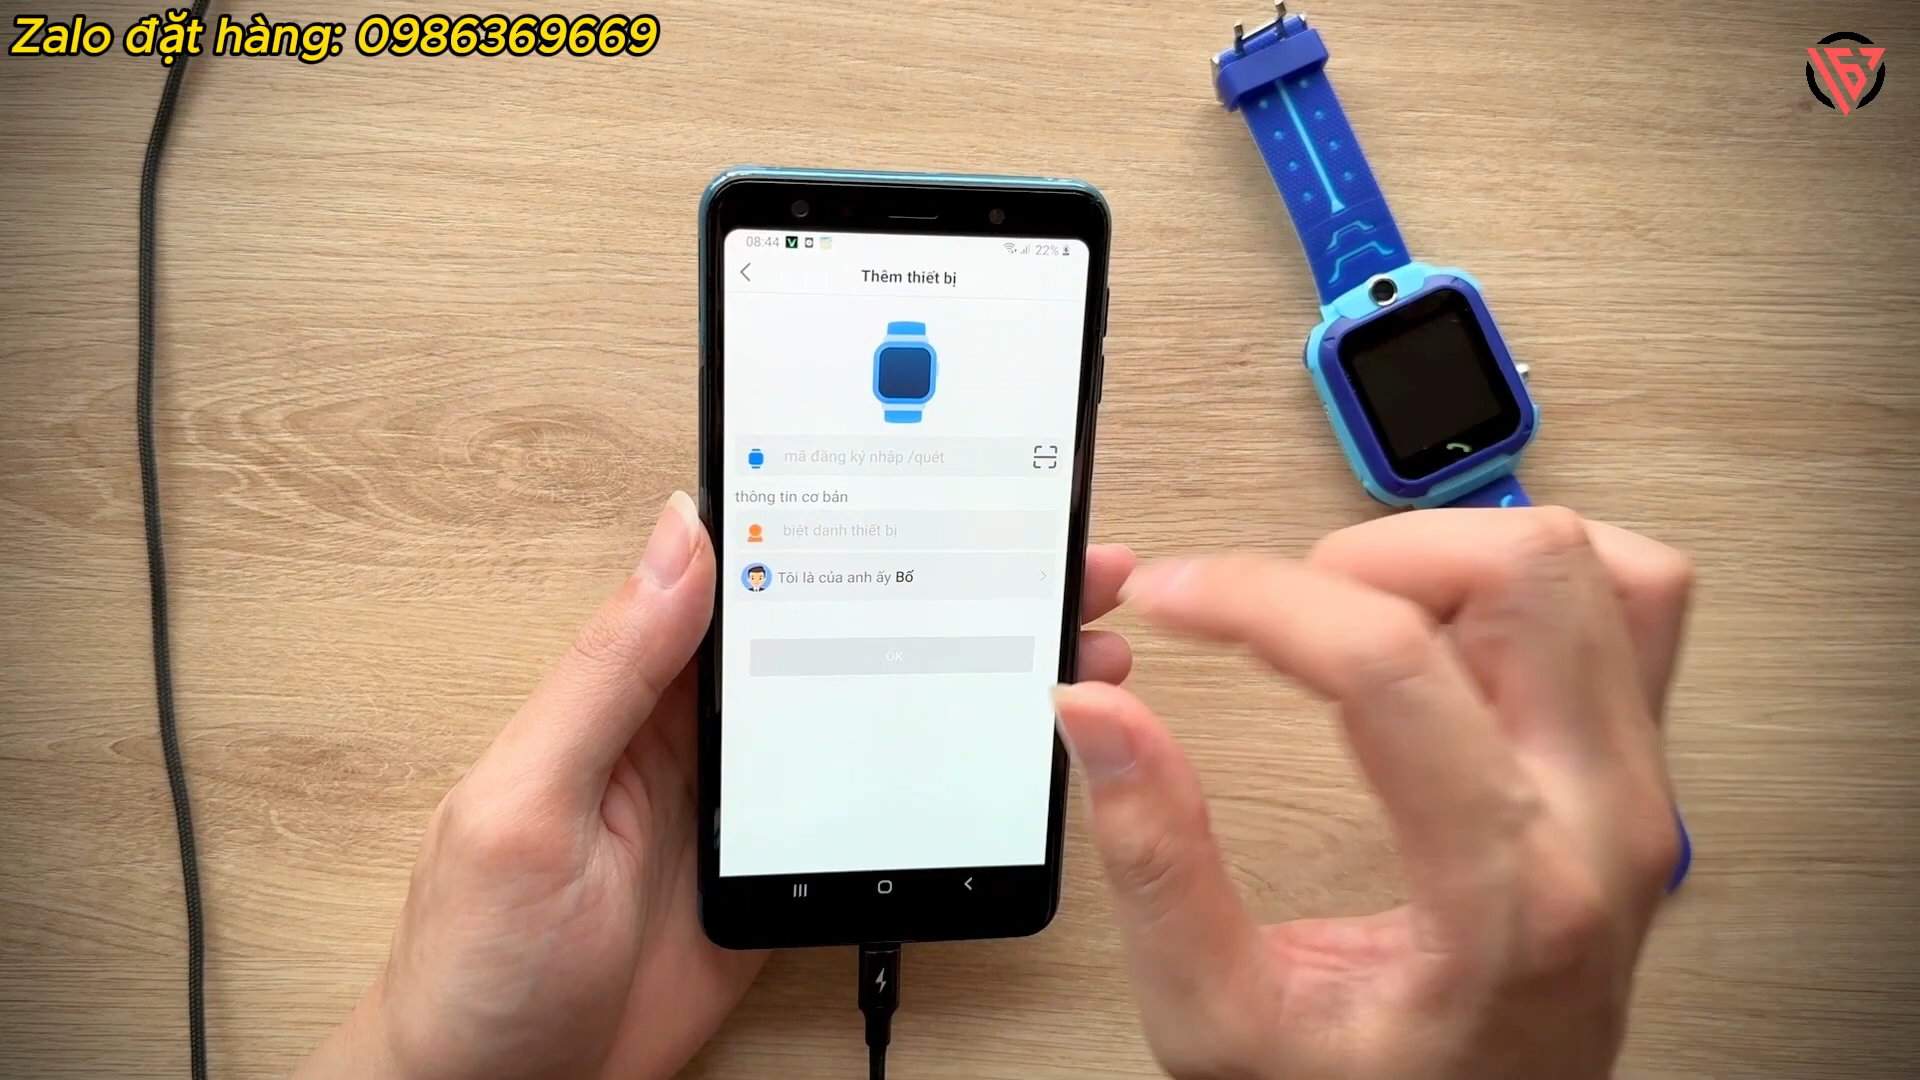 Zalo đặt hàng: 0986369669
08:44
22%
Thêm thiết bị
mã đăng ký nhập /quét
thông tin cơ bản
biệt danh thiết bị
Tôi là của anh ấy Bố
OK